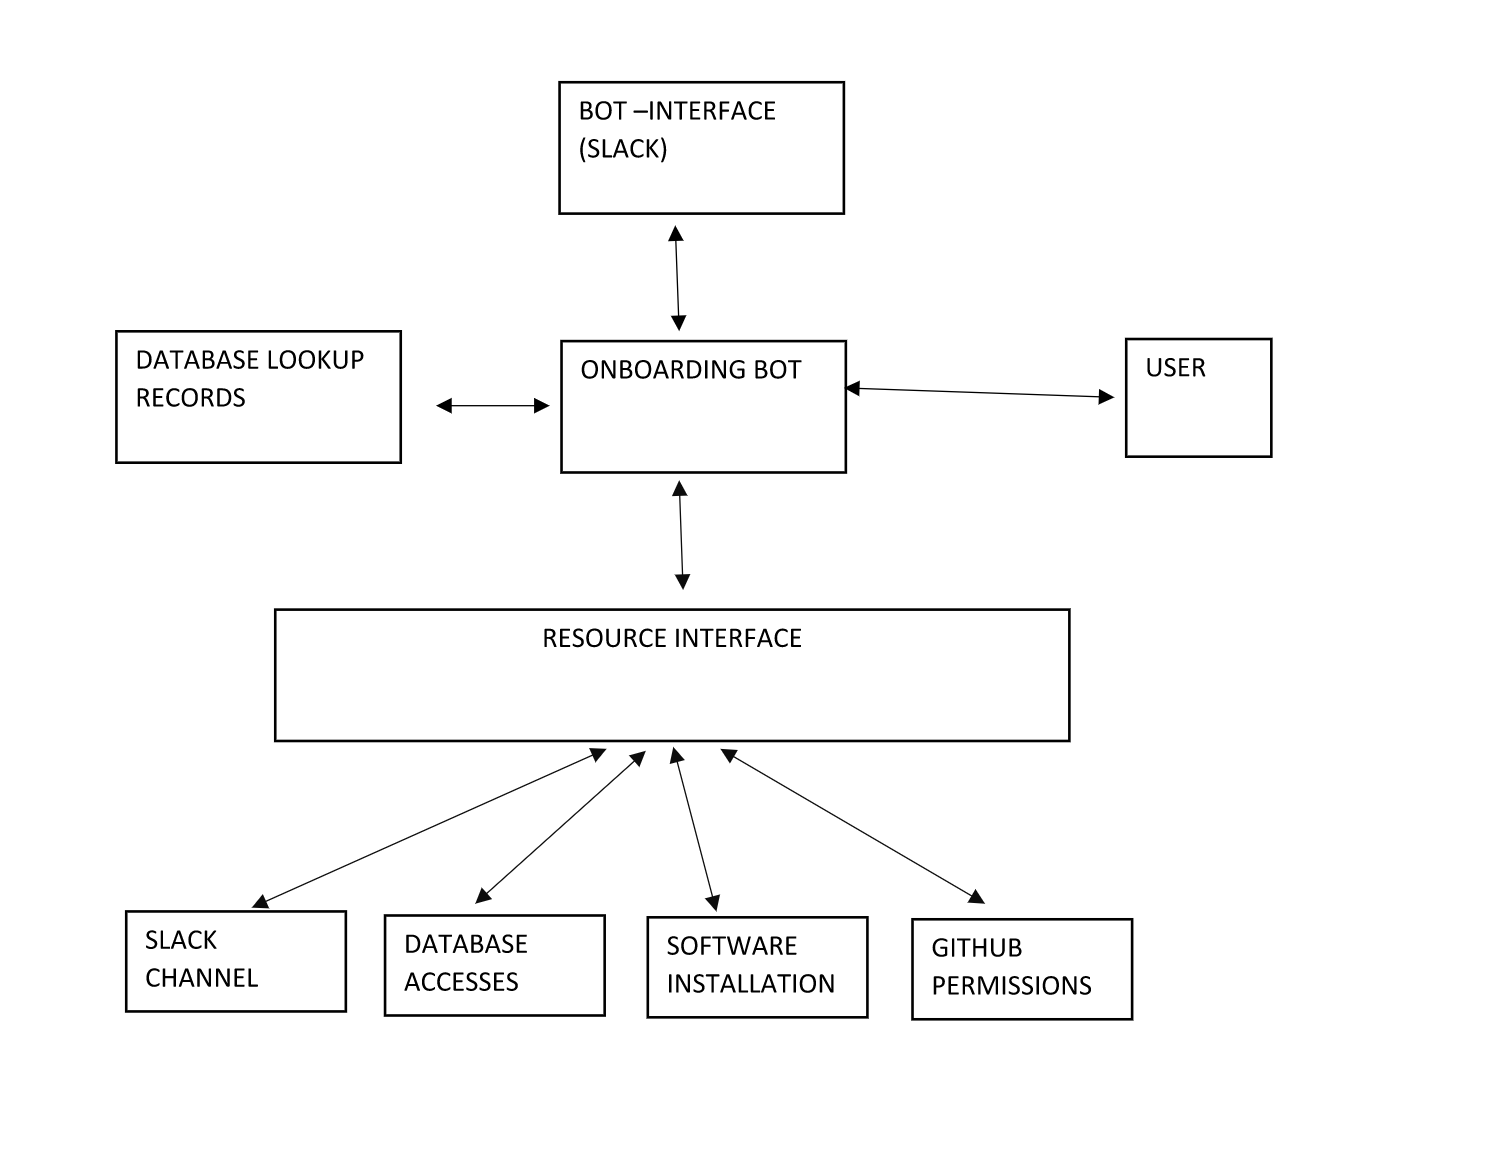 BOT –INTERFACE
(SLACK)
DATABASE LOOKUP
RECORDS
ONBOARDING BOT
USER
RESOURCE INTERFACE
SLACK
CHANNEL
DATABASE
ACCESSES
SOFTWARE
INSTALLATION
GITHUB
PERMISSIONS